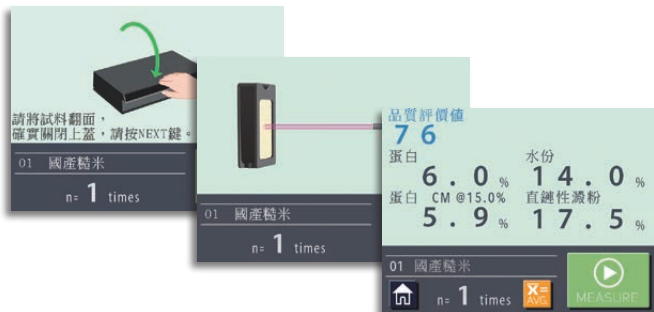 請將試料翻面，
確實關閉上蓋，請按NEXT鍵。
01 國產糙米
n= 1 times
01 國產糙米
n= 1 times
品質評價值
76
蛋白 水份
6.0 % 14.0 %
蛋白 CM @15.0% 直鏈性澱粉
5.9 % 17.5 %
01 國產糙米
n= 1 times X= AVG MEASURE